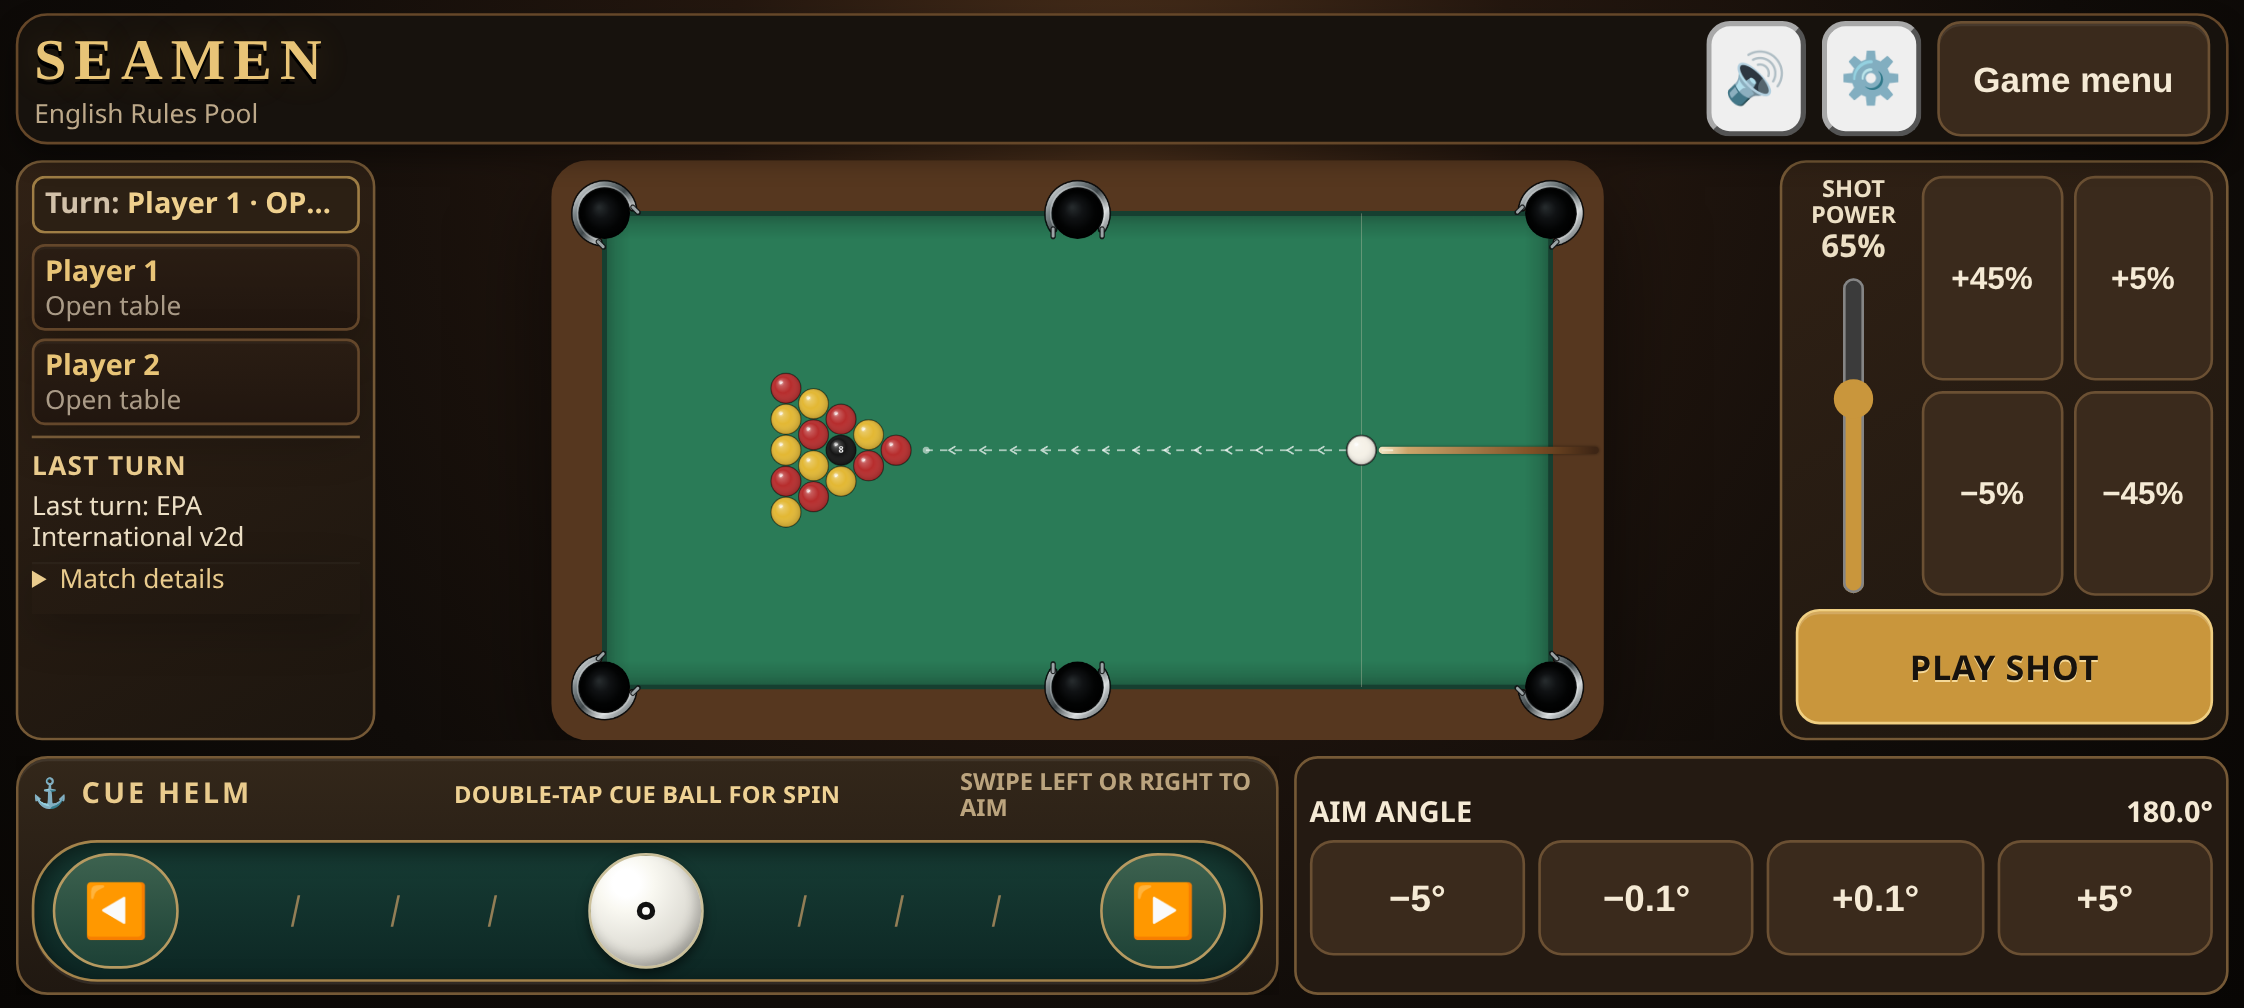 SEAMEN
English Rules Pool
Game menu
Turn: Player 1 · OP...
Player 1
Open table
Player 2
Open table
LAST TURN
Last turn: EPA
International v2d
Match details
8
SHOT
POWER
65%
+45%
+5%
−5%
−45%
PLAY SHOT
CUE HELM
DOUBLE-TAP CUE BALL FOR SPIN
SWIPE LEFT OR RIGHT TO
AIM
AIM ANGLE
180.0°
−5°
−0.1°
+0.1°
+5°